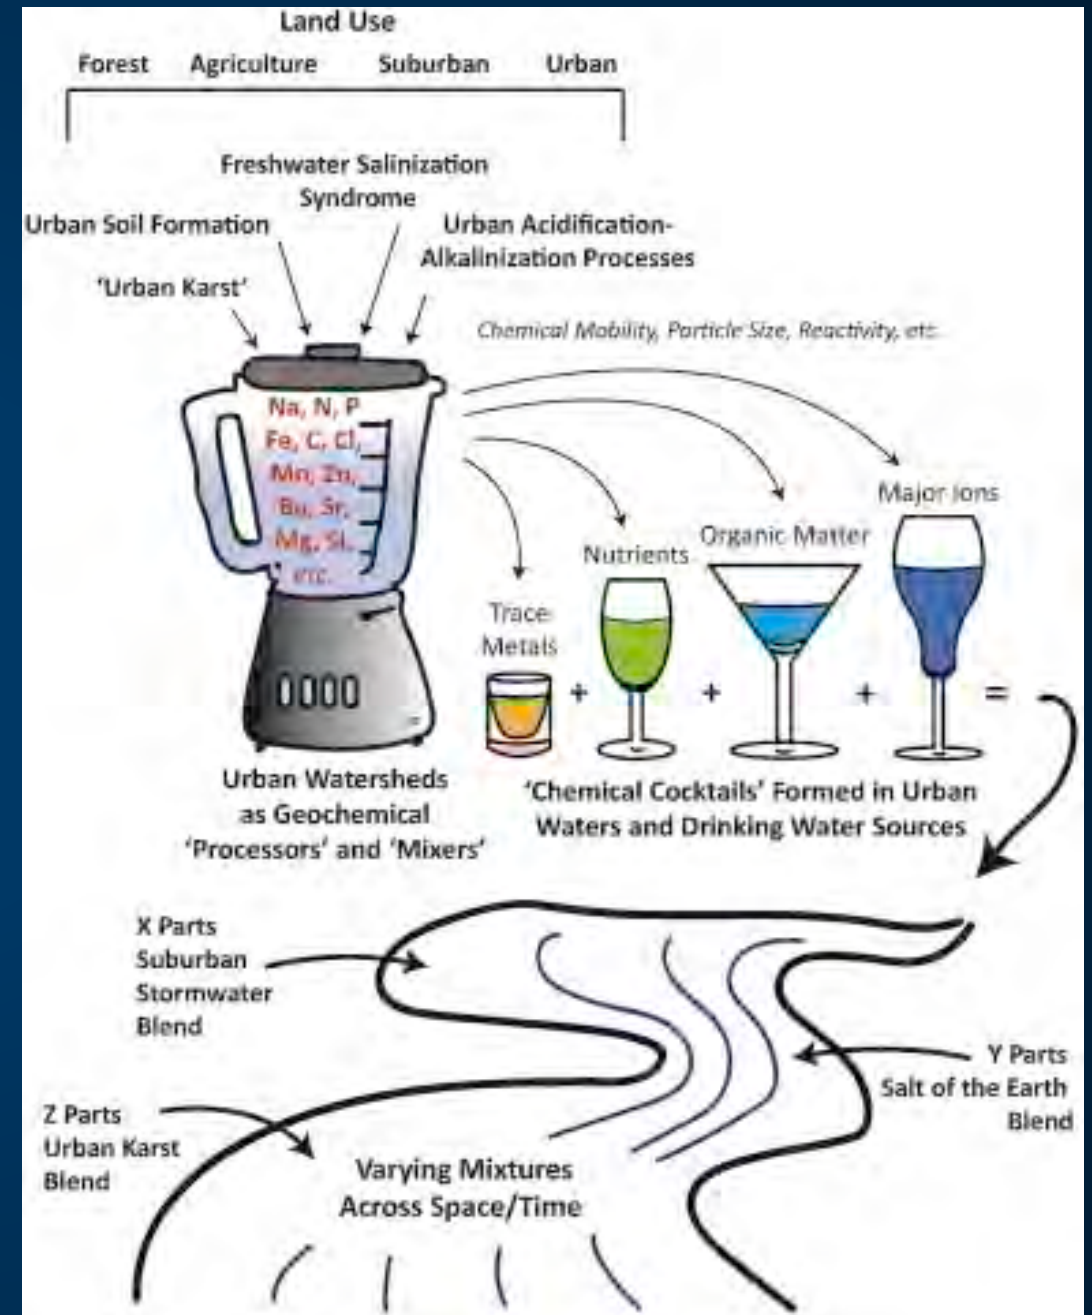 Land Use
Forest Agriculture Suburban Urban
Freshwater Salinization
Syndrome
Urban Soil Formation
Urban Acidification-
Alkalinization Processes
'Urban Karst'
Chemical Mobility, Particle Size, Reactivity, etc.
Na, N, P
Fe, C, Cl,
Mn, Zn,
Sr,
Mg, Si,
etc.
Major Ions
Organic Matter
Nutrients
Trace
Metals
+ + + =
Urban Watersheds
as Geochemical
'Processors' and 'Mixers'
'Chemical Cocktails' Formed in Urban
Waters and Drinking Water Sources
X Parts
Suburban
Stormwater
Blend
Y Parts
Salt of the Earth
Blend
Z Parts
Urban Karst
Blend
Varying Mixtures
Across Space/Time